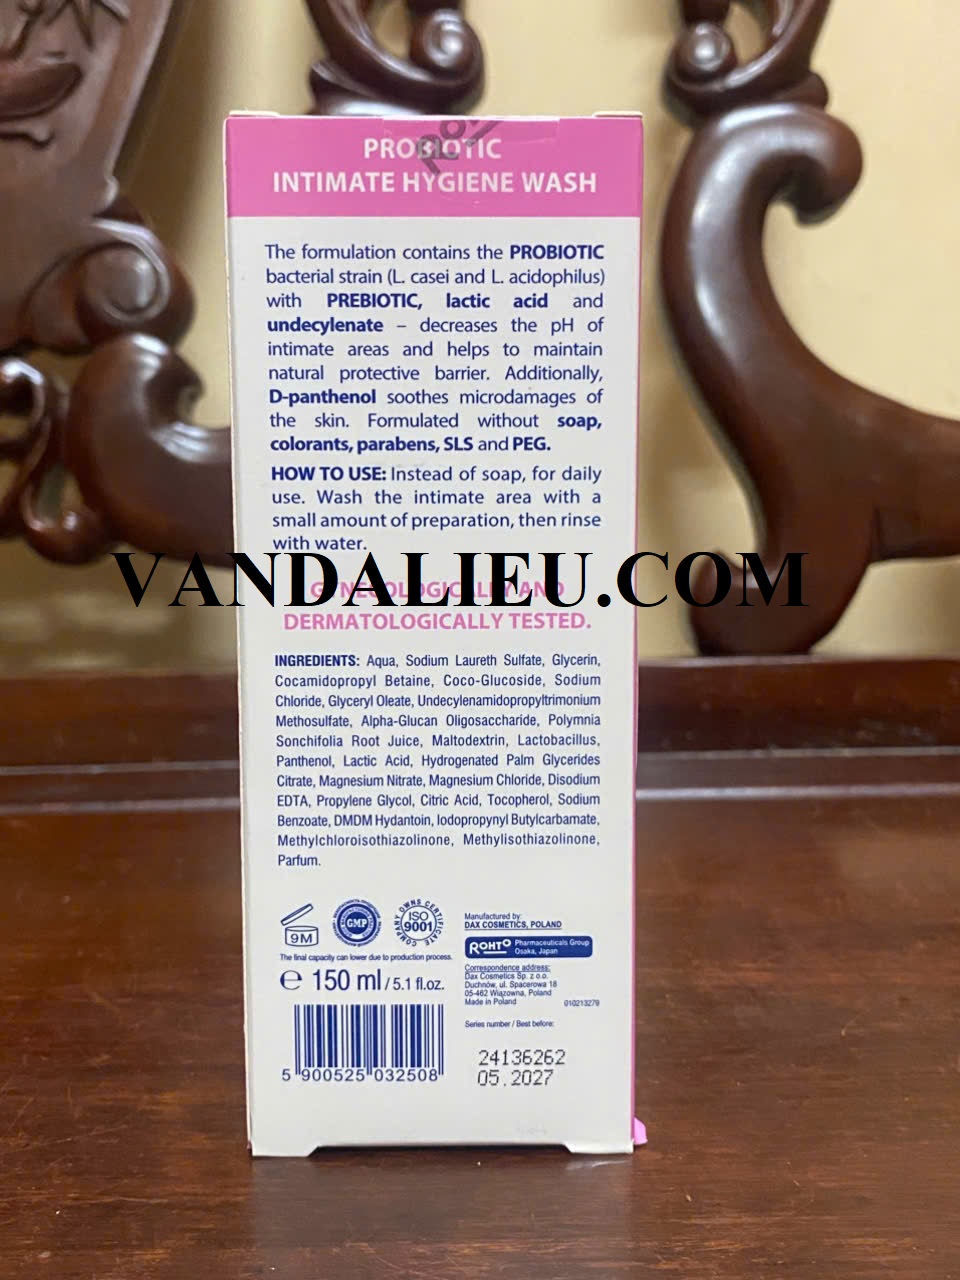 PROBIOTIC
INTIMATE HYGIENE WASH
The formulation contains the PROBIOTIC
bacterial strain (L. casei and L. acidophilus)
with PREBIOTIC, lactic acid and
undecylenate – decreases the pH of
intimate areas and helps to maintain
natural protective barrier. Additionally,
D-panthenol soothes microdamages of
the skin. Formulated without soap,
colorants, parabens, SLS and PEG.
HOW TO USE: Instead of soap, for daily
use. Wash the intimate area with a
small amount of preparation, then rinse
with water.
VANDALIEU.COM
GYNECOLOGICALLY AND
DERMATOLOGICALLY TESTED.
INGREDIENTS: Aqua, Sodium Laureth Sulfate, Glycerin,
Cocamidopropyl Betaine, Coco-Glucoside, Sodium
Chloride, Glyceryl Oleate, Undecylenamidopropyltrimonium
Methosulfate, Alpha-Glucan Oligosaccharide, Polymnia
Sonchifolia Root Juice, Maltodextrin, Lactobacillus,
Panthenol, Lactic Acid, Hydrogenated Palm Glycerides
Citrate, Magnesium Nitrate, Magnesium Chloride, Disodium
EDTA, Propylene Glycol, Citric Acid, Tocopherol, Sodium
Benzoate, DMDM Hydantoin, Iodopropynyl Butylcarbamate,
Methylchloroisothiazolinone, Methylisothiazolinone,
Parfum.
9M
GMP
COMPANY OWNS CERTIFICATE
ISO
9001
The final capacity can lower due to production process.
e 150 ml / 5.1 fl.oz.
5 900525 032508
Manufactured by:
DAX COSMETICS, POLAND
ROHTO Pharmaceuticals Group
Osaka, Japan
Correspondence address:
Dax Cosmetics Sp. z o.o.
Duchnów, ul. Spacerowa 18
05-462 Wiązowna, Poland
Made in Poland
010213279
Series number / Best before:
24136262
05.2027